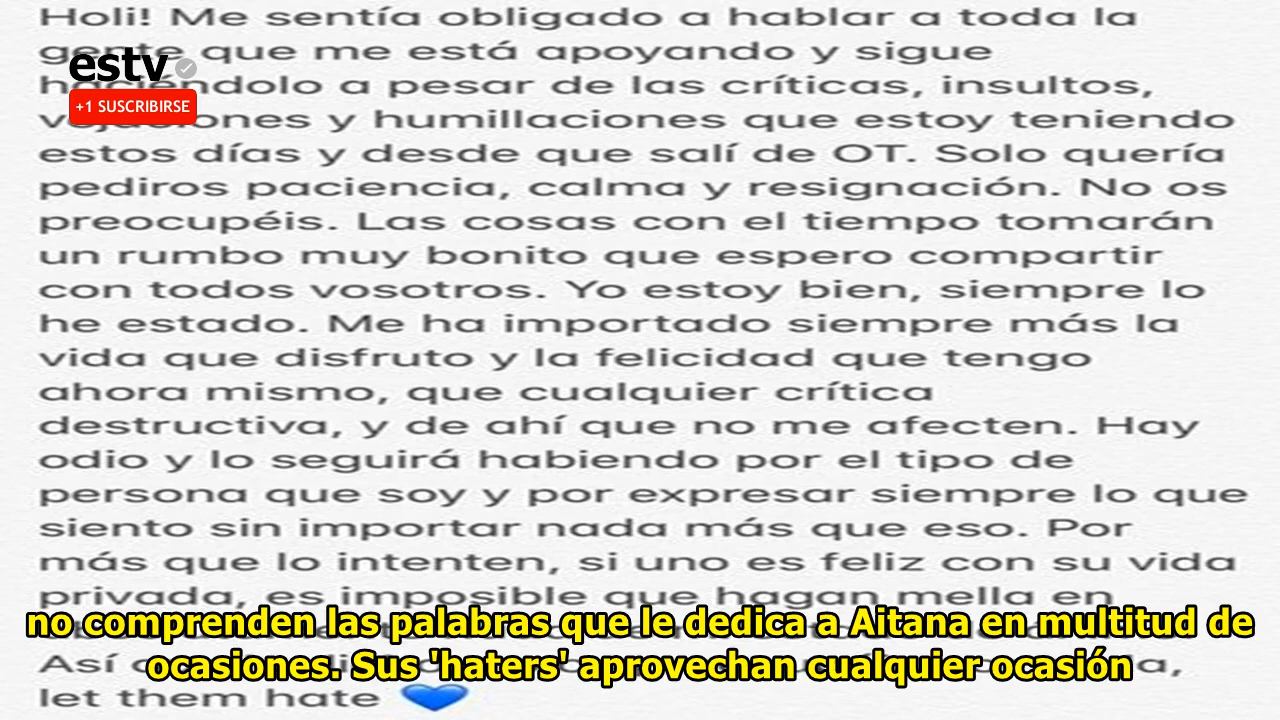 Holi! Me sentía obligado a hablar a toda la
gente que me está apoyando y sigue
estv
haciéndolo a pesar de las críticas, insultos,
+1 SUSCRIBIRSE
vejaciones y humillaciones que estoy teniendo
estos días y desde que salí de OT. Solo quería
pediros paciencia, calma y resignación. No os
preocupéis. Las cosas con el tiempo tomarán
un rumbo muy bonito que espero compartir
con todos vosotros. Yo estoy bien, siempre lo
he estado. Me ha importado siempre más la
vida que disfruto y la felicidad que tengo
ahora mismo, que cualquier crítica
destructiva, y de ahí que no me afecten. Hay
odio y lo seguirá habiendo por el tipo de
persona que soy y por expresar siempre lo que
siento sin importar nada más que eso. Por
más que lo intenten, si uno es feliz con su vida
privada, es imposible que hagan mella en
no comprenden las palabras que le dedica a Aitana en multitud de
ocasiones. Sus 'haters' aprovechan cualquier ocasión
Así
let them hate 💙